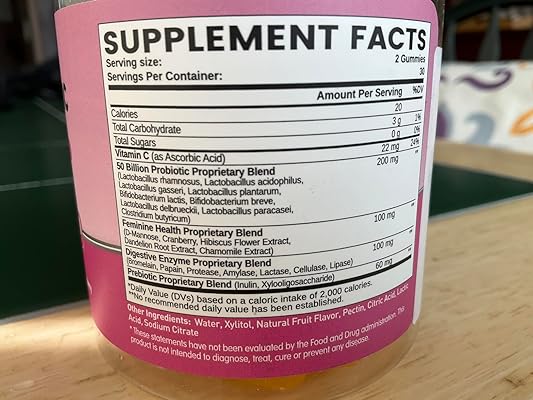 SUPPLEMENT FACTS
Serving size: 2 Gummies
Servings Per Container: 30
Amount Per Serving %DV
Calories 20
Total Carbohydrate 3 g 1%
Total Sugars 0 g 0%
Vitamin C (as Ascorbic Acid) 22 mg 24%
50 Billion Probiotic Proprietary Blend 200 mg **
(Lactobacillus rhamnosus, Lactobacillus acidophilus,
Lactobacillus gasseri, Lactobacillus plantarum,
Bifidobacterium lactis, Bifidobacterium breve,
Lactobacillus delbrueckii, Lactobacillus paracasei,
Clostridium butyricum)
Feminine Health Proprietary Blend 100 mg **
(D-Mannose, Cranberry, Hibiscus Flower Extract,
Dandelion Root Extract, Chamomile Extract)
Digestive Enzyme Proprietary Blend 100 mg **
(Bromelain, Papain, Protease, Amylase, Lactase, Cellulase, Lipase)
Prebiotic Proprietary Blend (Inulin, Xylooligosaccharide) 60 mg **
*Daily Value (DVs) based on a caloric intake of 2,000 calories.
**No recommended daily value has been established.
Other Ingredients: Water, Xylitol, Natural Fruit Flavor, Pectin, Citric Acid, Lactic
Acid, Sodium Citrate
* These statements have not been evaluated by the Food and Drug administration. This
product is not intended to diagnose, treat, cure or prevent any disease.